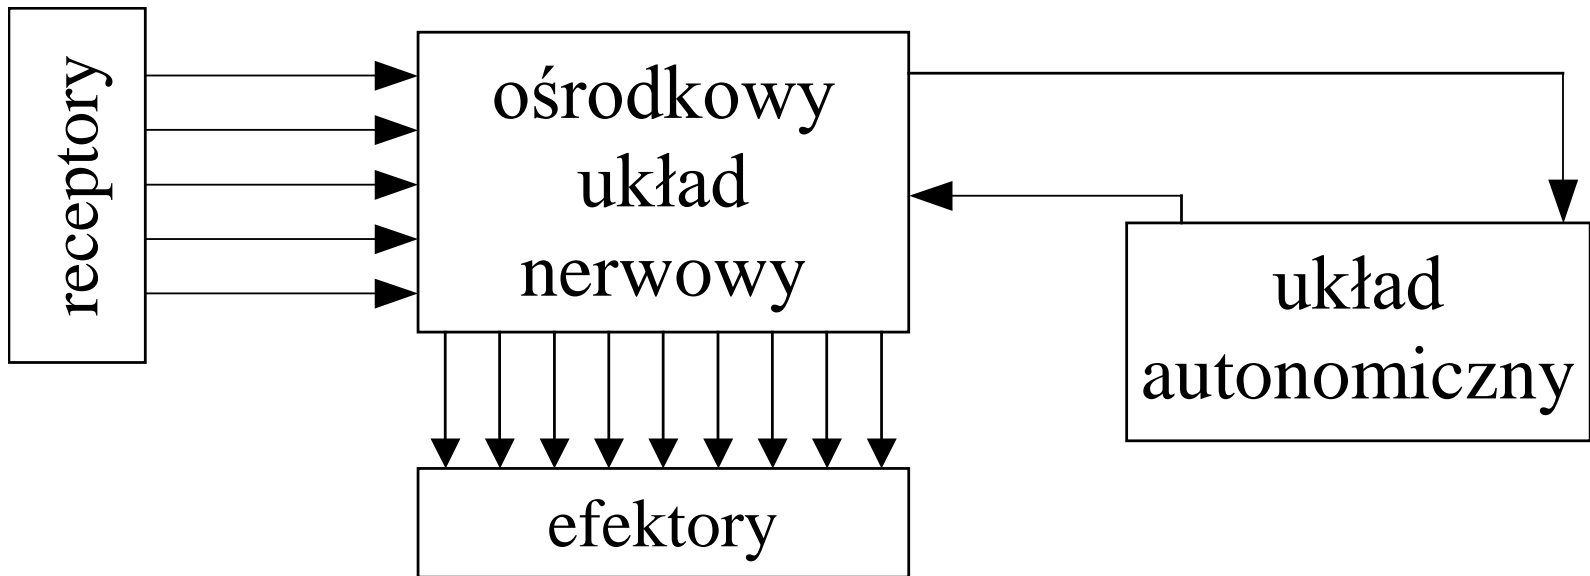 receptory
ośrodkowy
układ
nerwowy
układ
autonomiczny
efektory